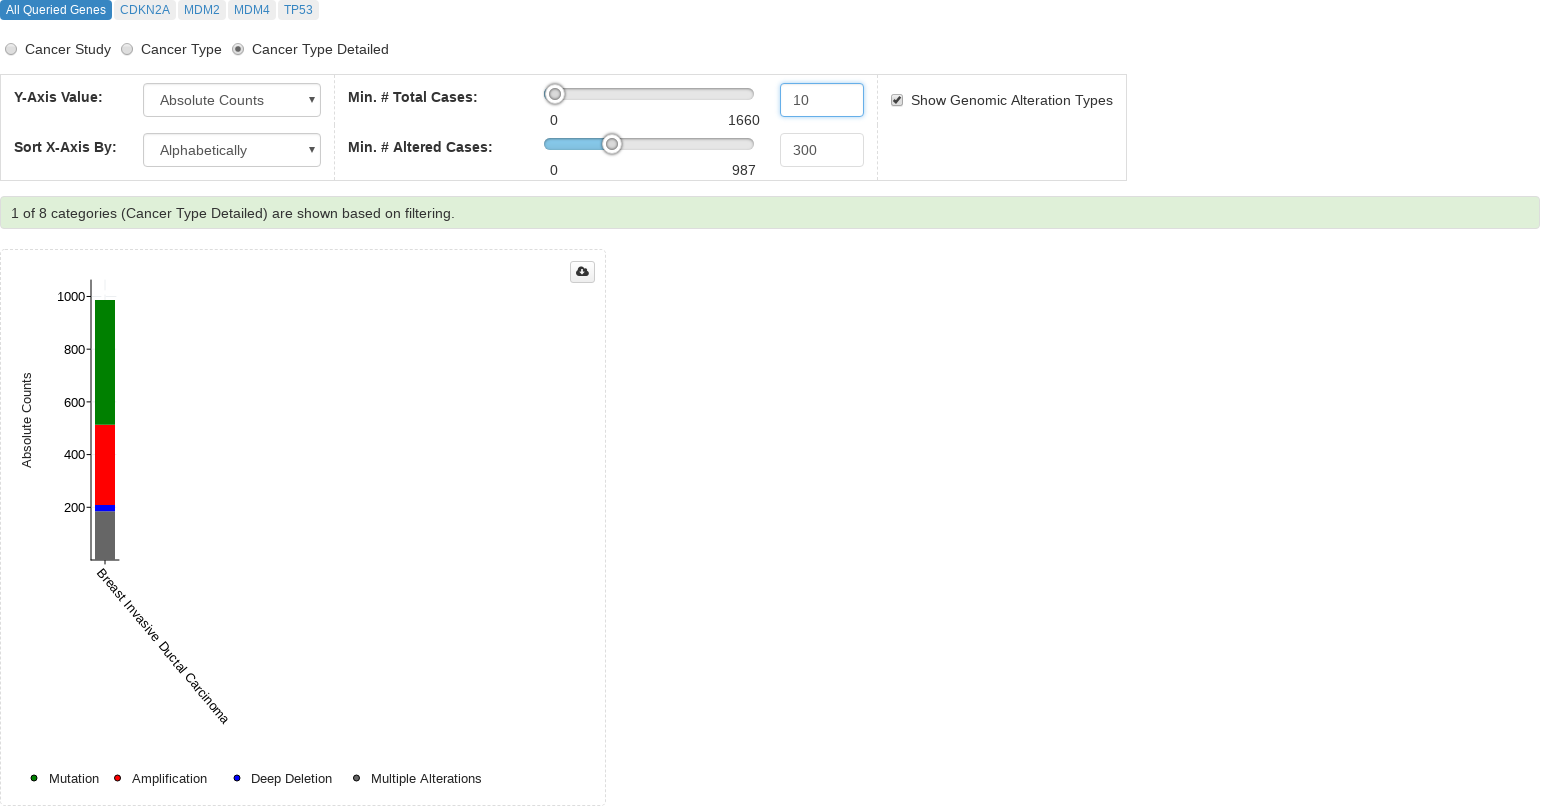 All Queried Genes CDKN2A MDM2 MDM4 TP53
Cancer Study Cancer Type Cancer Type Detailed
Y-Axis Value: Absolute Counts Min. # Total Cases: 10 Show Genomic Alteration Types
0 1660
Sort X-Axis By: Alphabetically Min. # Altered Cases: 300
0 987
1 of 8 categories (Cancer Type Detailed) are shown based on filtering.
1000
800
600
400
200
Absolute Counts
Breast Invasive Ductal Carcinoma
Mutation Amplification Deep Deletion Multiple Alterations